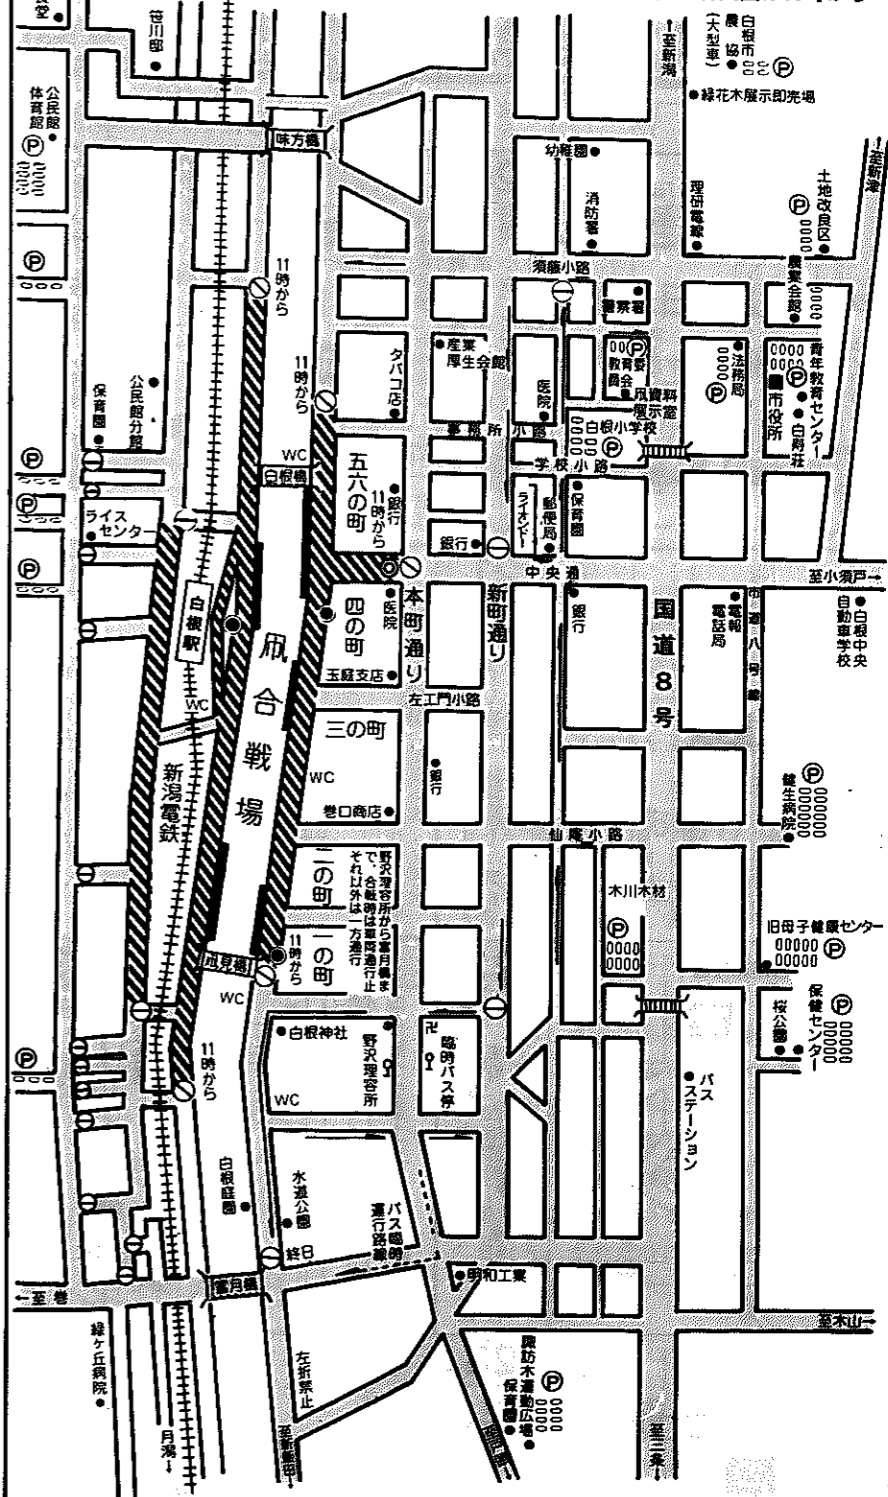 笹川邸
公民館
体育館
Ⓟ
味方橋
白根市
農協
(大型車)
Ⓟ
←至新潟
緑花木展示即売場
←至新津
幼稚園
消防署
理研電線
土地改良区
Ⓟ
農業会館
須藤小路
警察署
11時から
11時から
タバコ店
産業
厚生会館
医院
Ⓟ
教育委
員会
凧資料
展示室
法務局
Ⓟ
青年教育センター
Ⓟ
市役所
事務所小路
白根小学校
Ⓟ
学校小路
Ⓟ
保育園
公民館分館
WC
白根橋
五六の町
銀行
11時から
銀行
ライオンドー
郵便局
保育園
Ⓟ
Ⓟ
ライス
センター
Ⓟ
中央通
至小須戸→
白根駅
四の町
医院
本町通り
新町通り
銀行
国道8号
電報
電話局
市道八号線
白根中央
自動車学校
凧合戦場
玉庭支店
左エ門小路
WC
新潟電鉄
三の町
WC
巻口商店
銀行
仙庵小路
健生病院
Ⓟ
二の町
野沢理容所から富月橋ま
で、合戦時は車両通行止
それ以外は一方通行
木川木材
Ⓟ
旧母子健康センター
Ⓟ
凧見橋
11時から
一の町
WC
白根神社
野沢理容所
卍
臨時バス停
保健センター
Ⓟ
桜公園
Ⓟ
11時から
WC
バス
ステーション
白根庭園
水道公園
バス臨時
運行路線
終日
富月橋
明和工業
←至巻
至木山→
緑ヶ丘病院
月潟→
左折禁止
諏訪木運動広場
保育園
Ⓟ
至三条→